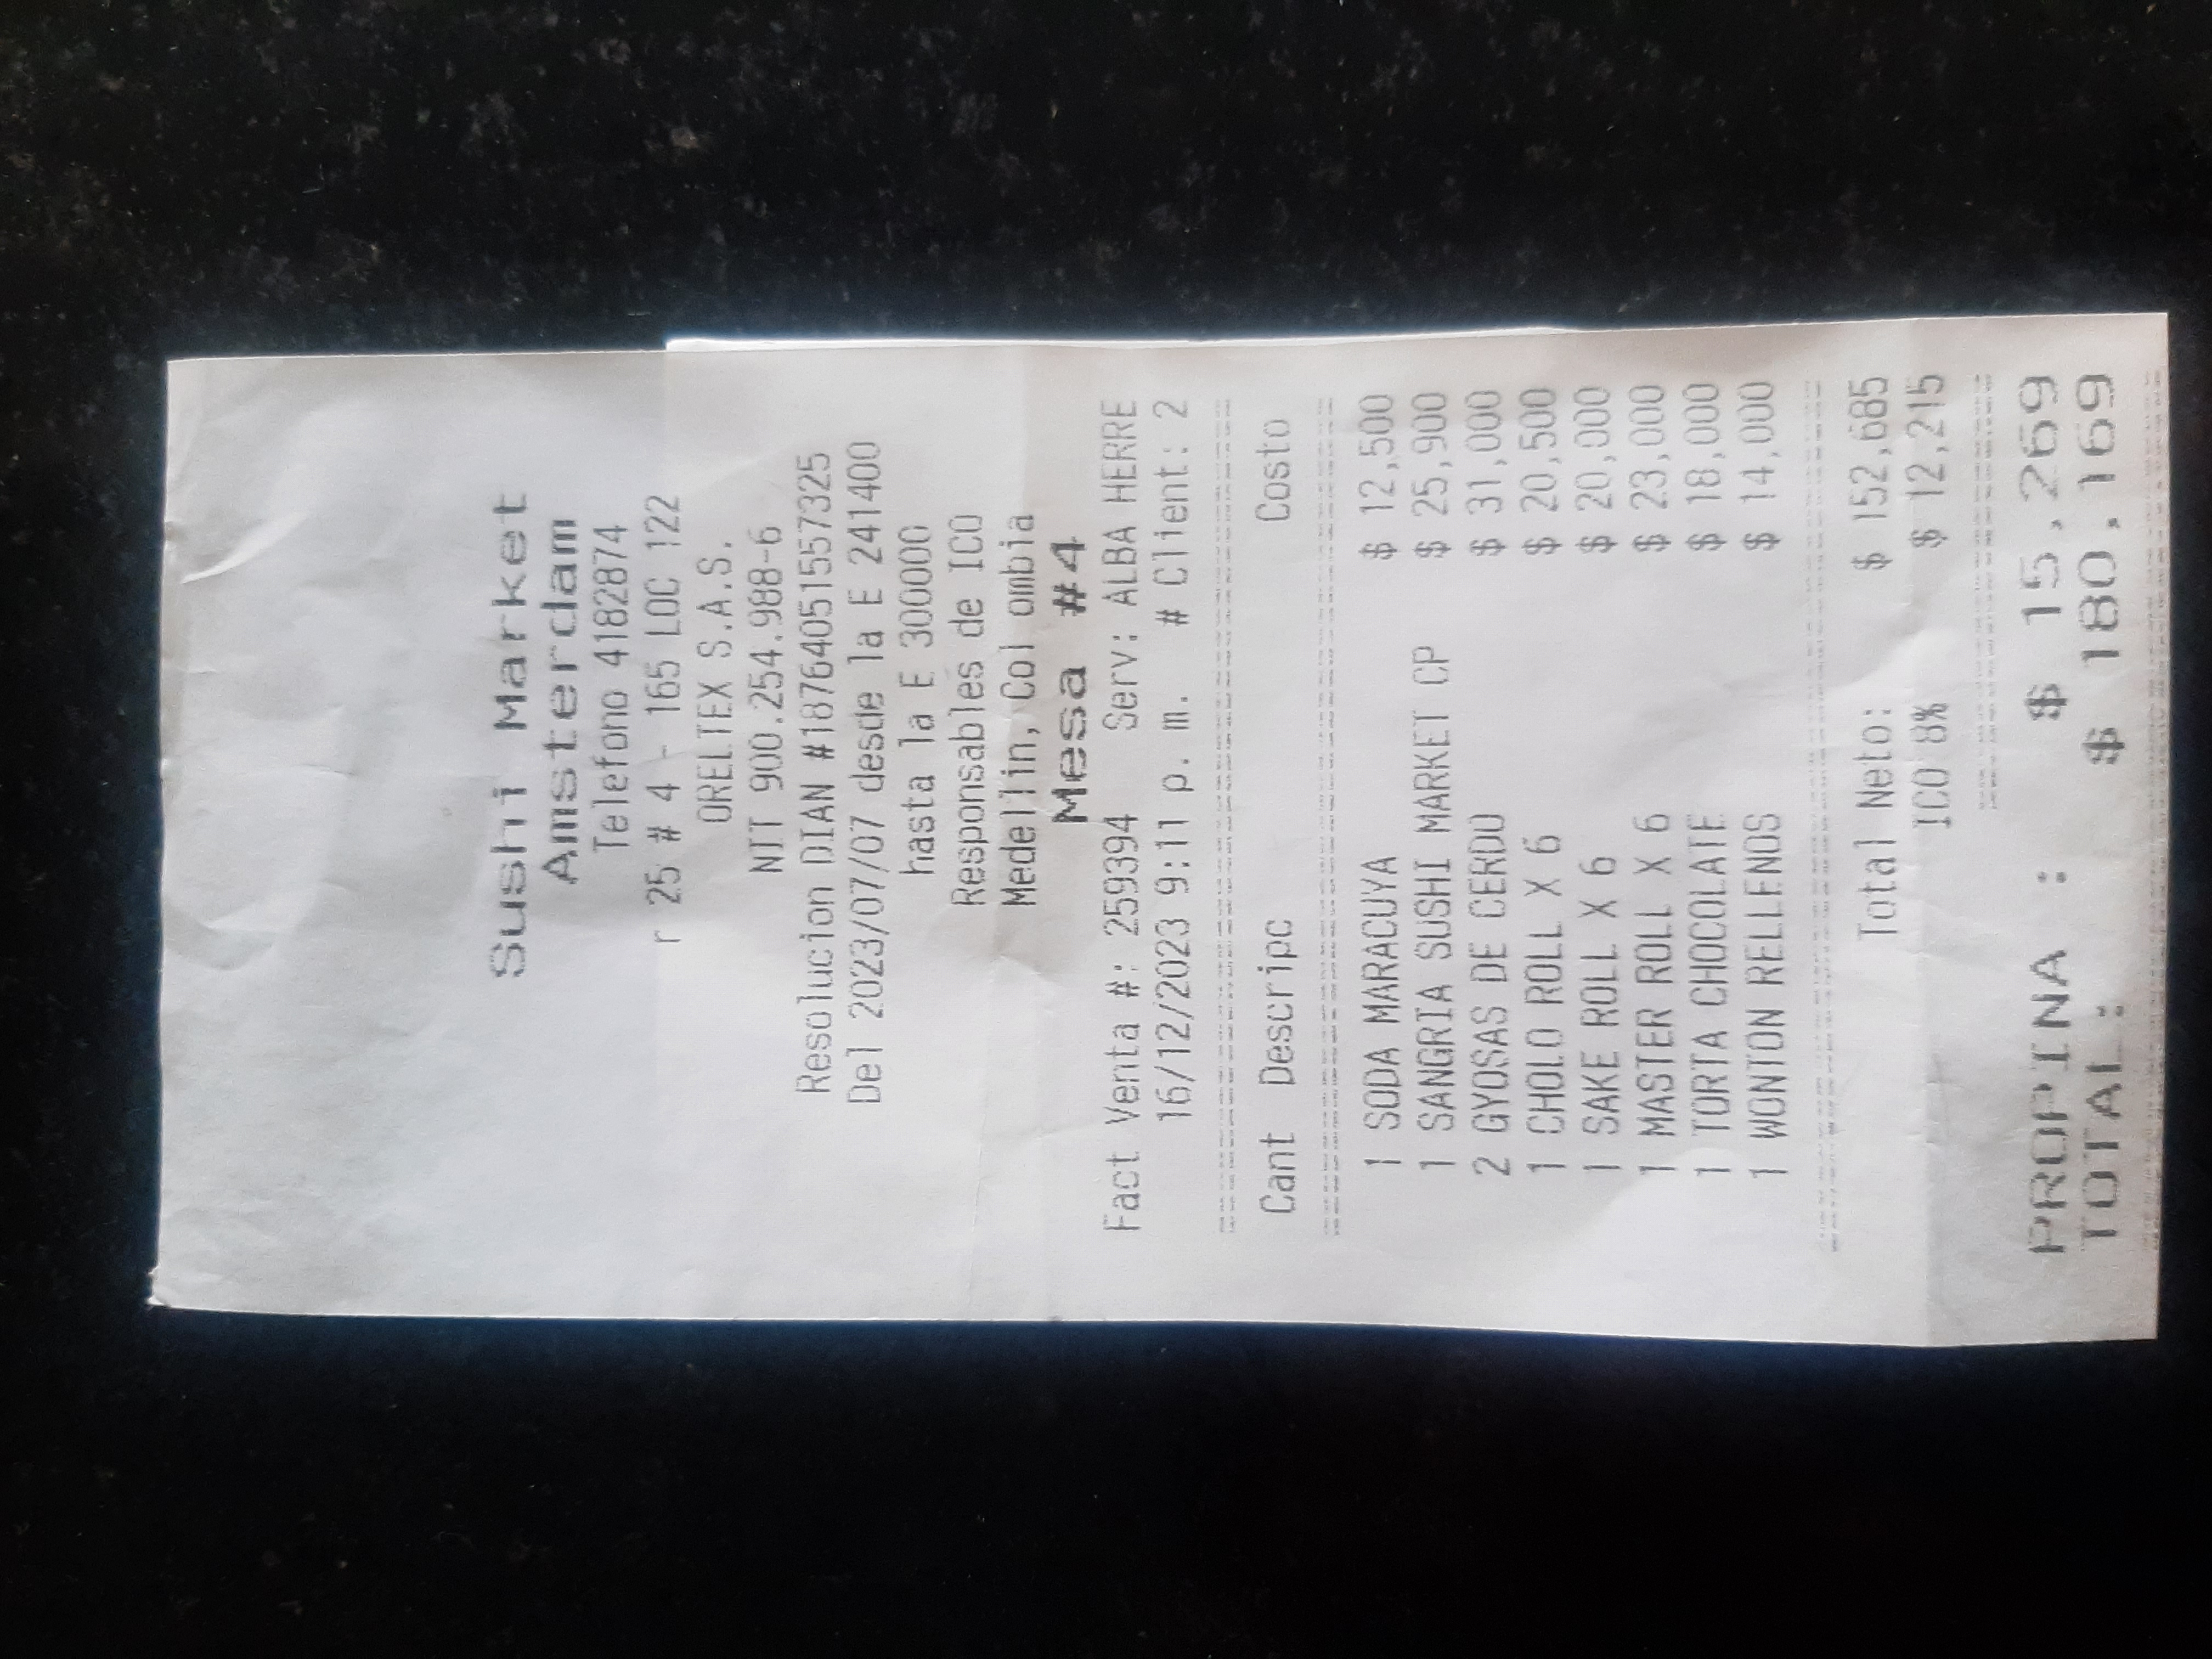 Sushi Market
Amsterdam
Telefono 4182874
r 25 # 4 - 165 LOC 122
ORELTEX S.A.S.
NIT 900.254.988-6
Resolucion DIAN #18764051557325
Del 2023/07/07 desde la E 241400
hasta la E 300000
Responsables de ICO
Medellin, Col ombia
Mesa #4
Fact Venta #: 259394 Serv: ALBA HERRE
16/12/2023 9:11 p. m. # Client: 2
Cant Descripc Costo
1 SODA MARACUYA $ 12,500
1 SANGRIA SUSHI MARKET CP $ 25,900
2 GYOSAS DE CERDO $ 31,000
1 CHOLO ROLL X 6 $ 20,500
1 SAKE ROLL X 6 $ 20,000
1 MASTER ROLL X 6 $ 23,000
1 TORTA CHOCOLATE $ 18,000
1 WONTON RELLENOS $ 14,000
Total Neto: $ 152,685
ICO 8% $ 12,215
PROPINA : $ 15,269
TOTAL: $ 180,169